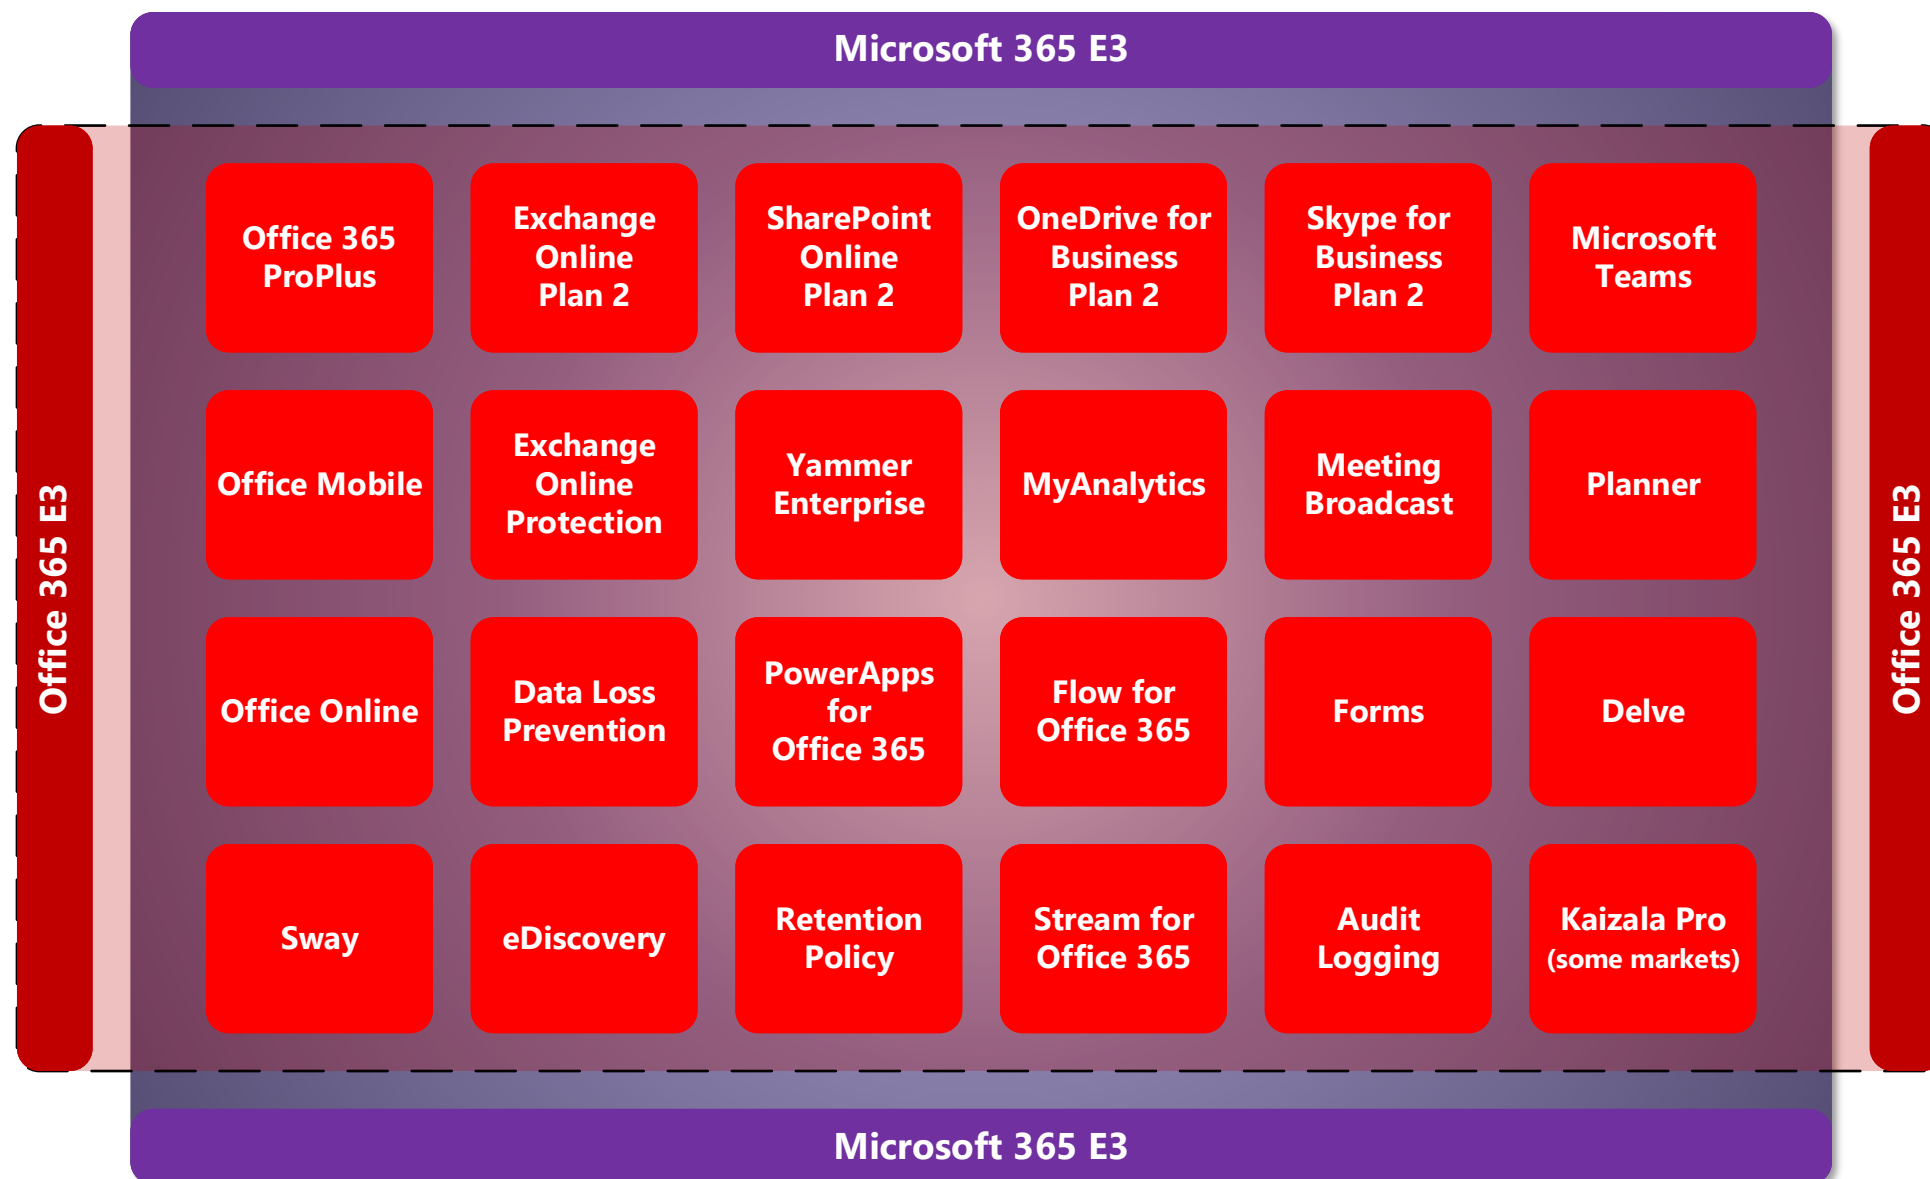 Microsoft 365 E3
Office 365 E3
Office 365
ProPlus
Exchange
Online
Plan 2
SharePoint
Online
Plan 2
OneDrive for
Business
Plan 2
Skype for
Business
Plan 2
Microsoft
Teams
Office Mobile
Exchange
Online
Protection
Yammer
Enterprise
MyAnalytics
Meeting
Broadcast
Planner
Office Online
Data Loss
Prevention
PowerApps
for
Office 365
Flow for
Office 365
Forms
Delve
Sway
eDiscovery
Retention
Policy
Stream for
Office 365
Audit
Logging
Kaizala Pro
(some markets)
Office 365 E3
Microsoft 365 E3